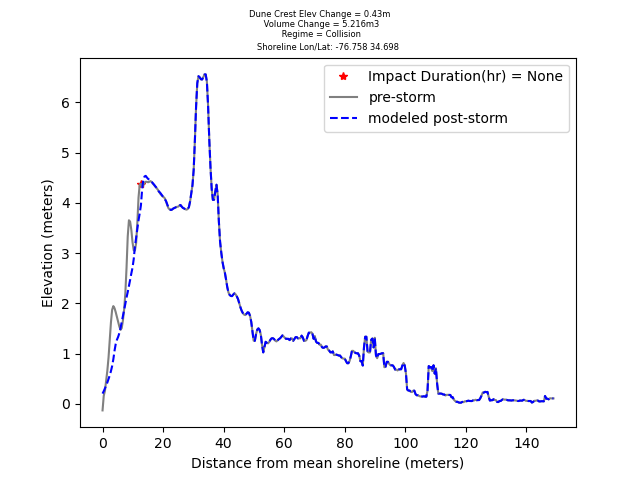 Dune Crest Elev Change = 0.43m
Volume Change = 5.216m3
Regime = Collision
Shoreline Lon/Lat: -76.758 34.698
Impact Duration(hr) = None
pre-storm
modeled post-storm
Elevation (meters)
6
5
4
3
2
1
0
0 20 40 60 80 100 120 140
Distance from mean shoreline (meters)